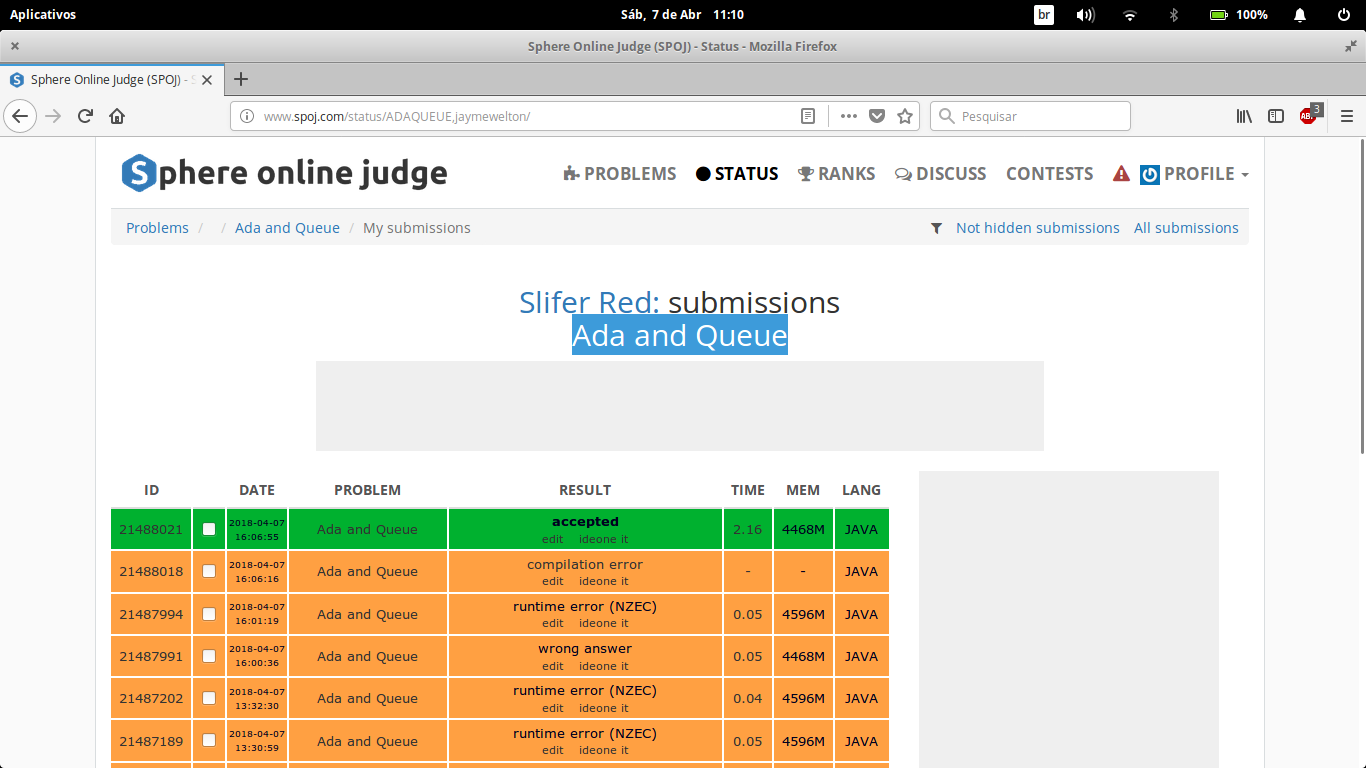 Aplicativos Sáb, 7 de Abr 11:10 br 100%
Sphere Online Judge (SPOJ) - Status - Mozilla Firefox
Sphere Online Judge (SPOJ) -
www.spoj.com/status/ADAQUEUE,jaymewelton/ Pesquisar ABP 3
Sphere online judge PROBLEMS STATUS RANKS DISCUSS CONTESTS PROFILE
Problems / / Ada and Queue / My submissions Not hidden submissions All submissions
Slifer Red: submissions
Ada and Queue
ID DATE PROBLEM RESULT TIME MEM LANG
21488021 2018-04-07 16:06:55 Ada and Queue accepted edit ideone it 2.16 4468M JAVA
21488018 2018-04-07 16:06:16 Ada and Queue compilation error edit ideone it - - JAVA
21487994 2018-04-07 16:01:19 Ada and Queue runtime error (NZEC) edit ideone it 0.05 4596M JAVA
21487991 2018-04-07 16:00:36 Ada and Queue wrong answer edit ideone it 0.05 4468M JAVA
21487202 2018-04-07 13:32:30 Ada and Queue runtime error (NZEC) edit ideone it 0.04 4596M JAVA
21487189 2018-04-07 13:30:59 Ada and Queue runtime error (NZEC) edit ideone it 0.05 4596M JAVA